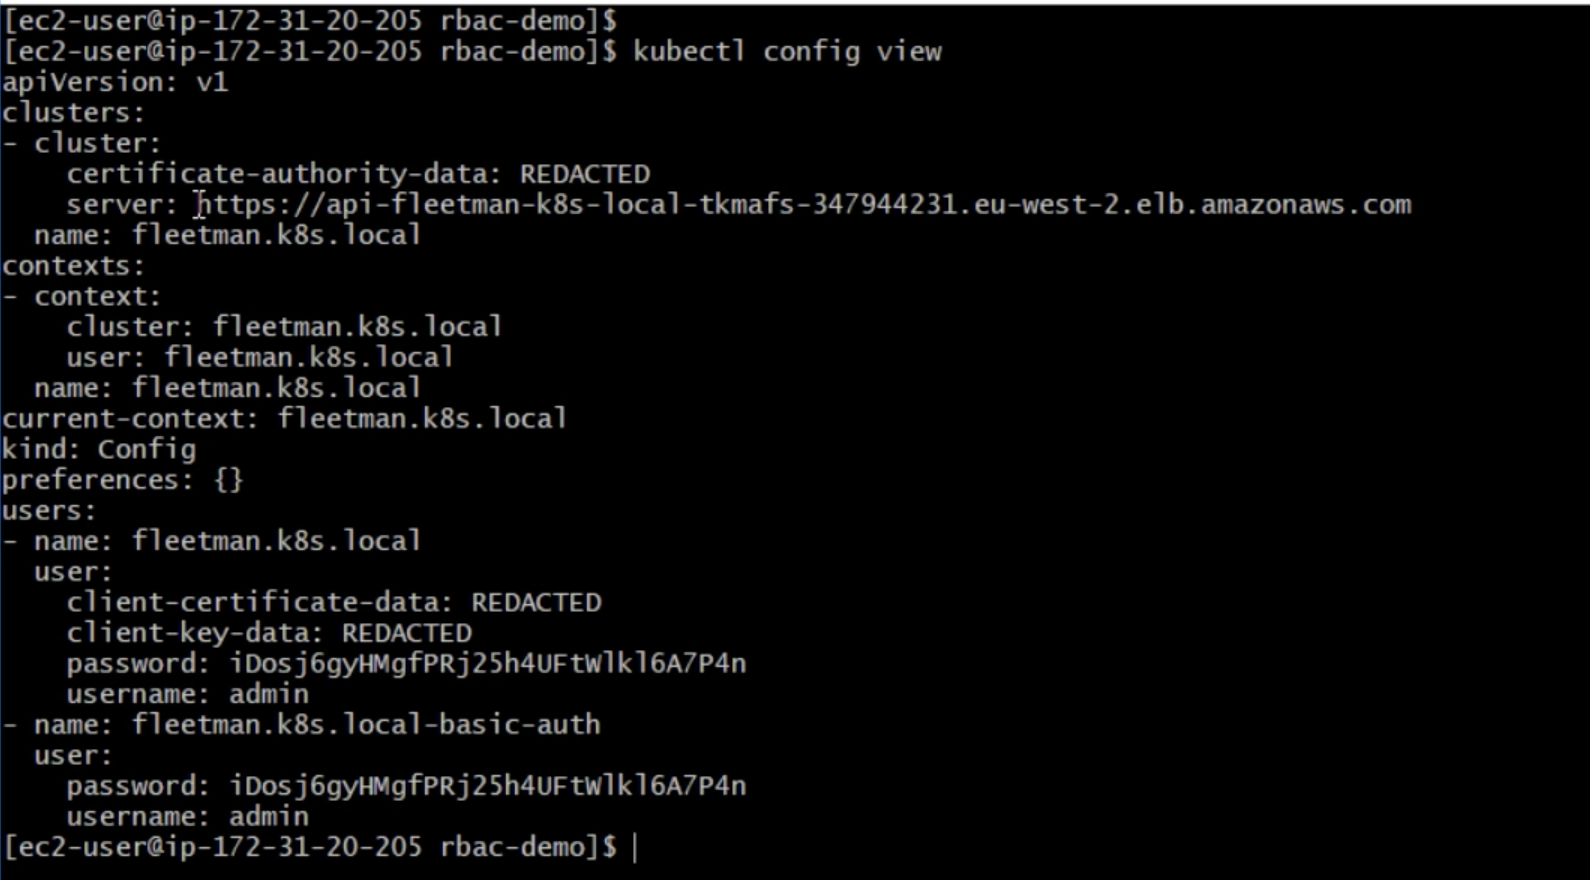 [ec2-user@ip-172-31-20-205 rbac-demo]$
[ec2-user@ip-172-31-20-205 rbac-demo]$ kubectl config view
apiVersion: v1
clusters:
- cluster:
    certificate-authority-data: REDACTED
    server: https://api-fleetman-k8s-local-tkmafs-347944231.eu-west-2.elb.amazonaws.com
  name: fleetman.k8s.local
contexts:
- context:
    cluster: fleetman.k8s.local
    user: fleetman.k8s.local
  name: fleetman.k8s.local
current-context: fleetman.k8s.local
kind: Config
preferences: {}
users:
- name: fleetman.k8s.local
  user:
    client-certificate-data: REDACTED
    client-key-data: REDACTED
    password: iDosj6gyHMgfPRj25h4UFtWlkl6A7P4n
    username: admin
- name: fleetman.k8s.local-basic-auth
  user:
    password: iDosj6gyHMgfPRj25h4UFtWlkl6A7P4n
    username: admin
[ec2-user@ip-172-31-20-205 rbac-demo]$